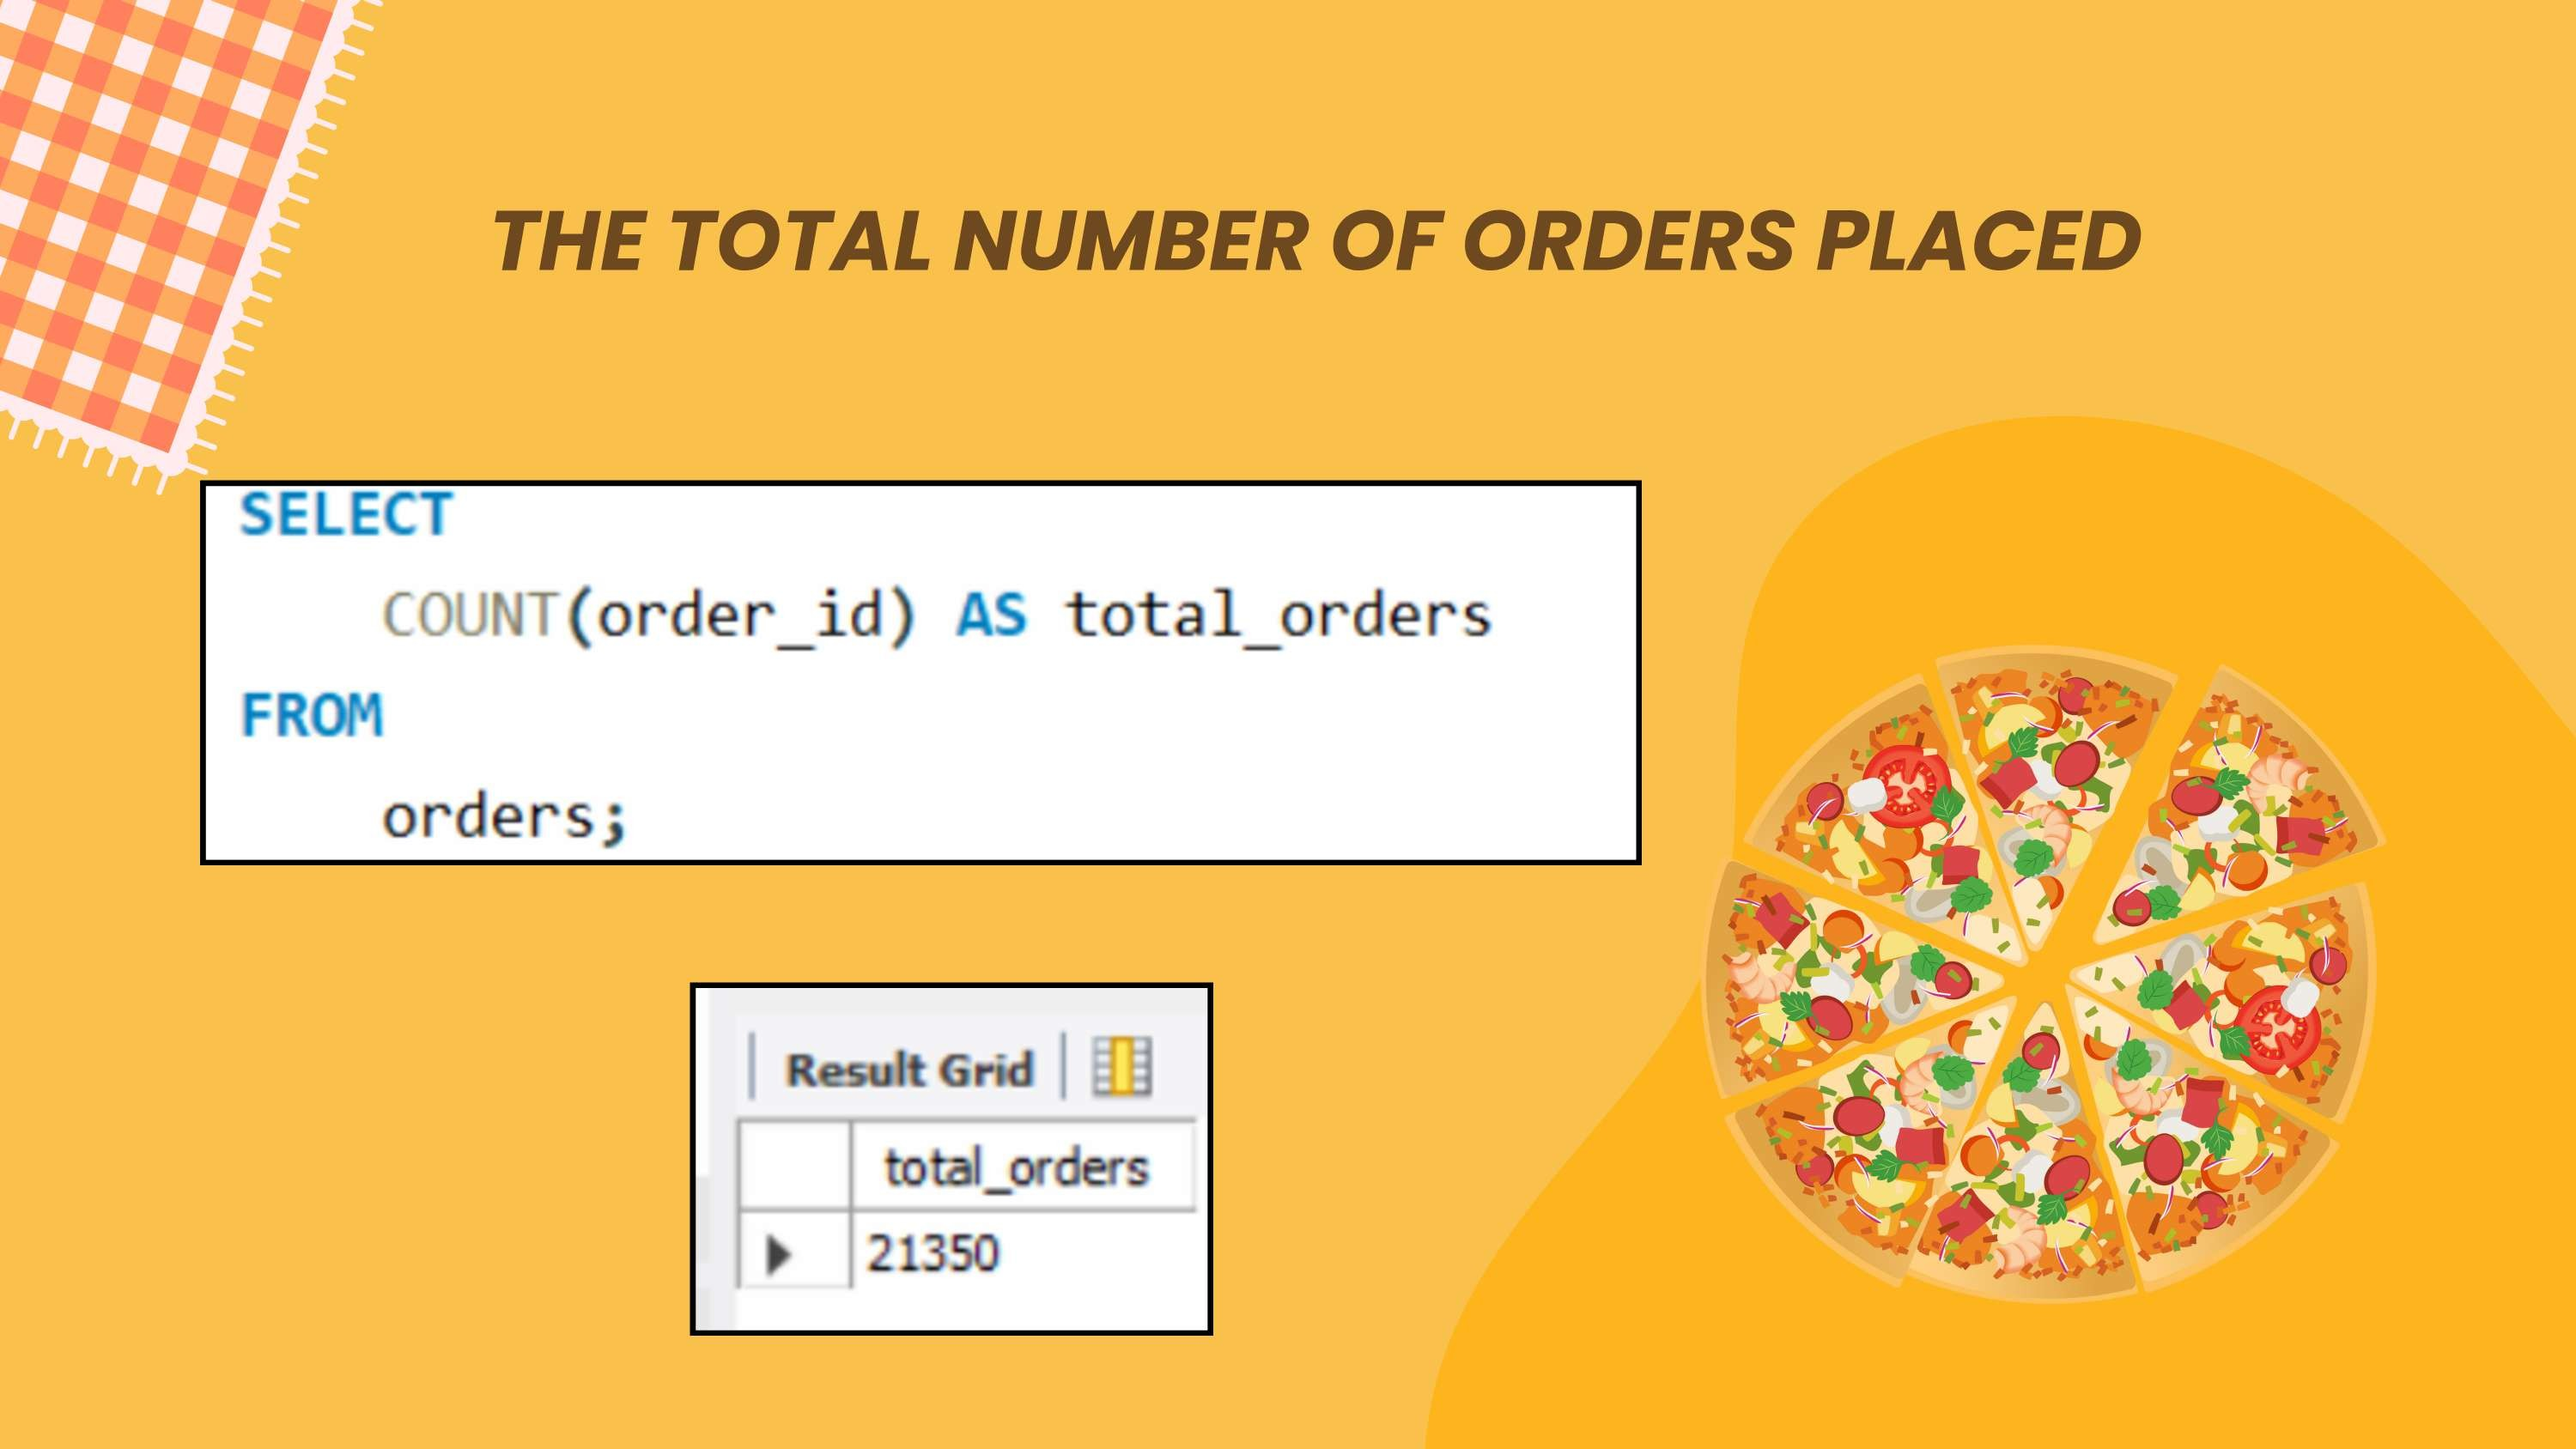 THE TOTAL NUMBER OF ORDERS PLACED
SELECT
COUNT(order_id) AS total_orders
FROM
orders;
Result Grid
total_orders
21350